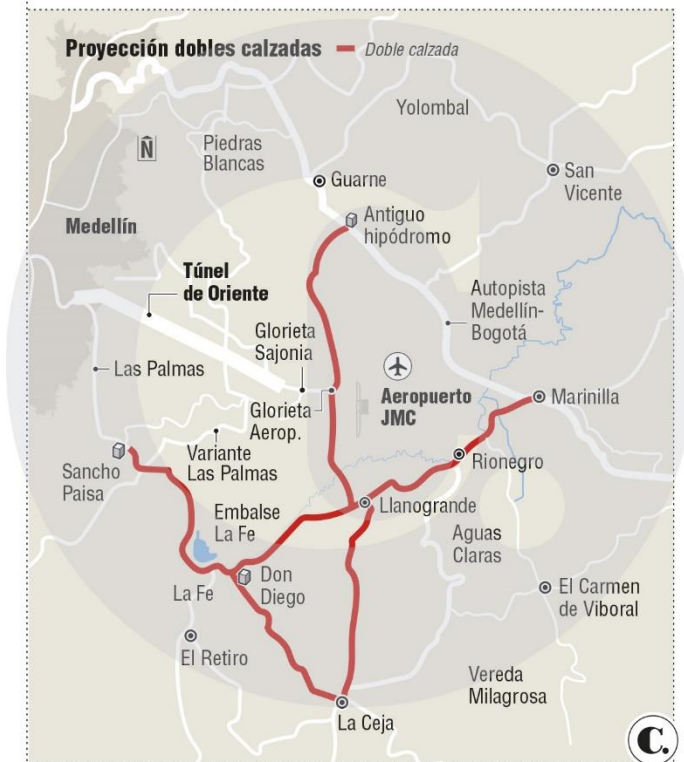 Proyección dobles calzadas
Doble calzada
Yolombal
Piedras
Blancas
N
Guarne
San
Vicente
Antiguo
hipódromo
Medellín
Túnel
de Oriente
Autopista
Medellín-
Bogotá
Glorieta
Sajonia
Las Palmas
Glorieta
Aerop.
Aeropuerto
JMC
Marinilla
Variante
Las Palmas
Sancho
Paisa
Rionegro
Llanogrande
Embalse
La Fe
Aguas
Claras
La Fe
Don
Diego
El Carmen
de Viboral
El Retiro
Vereda
Milagrosa
La Ceja
C.